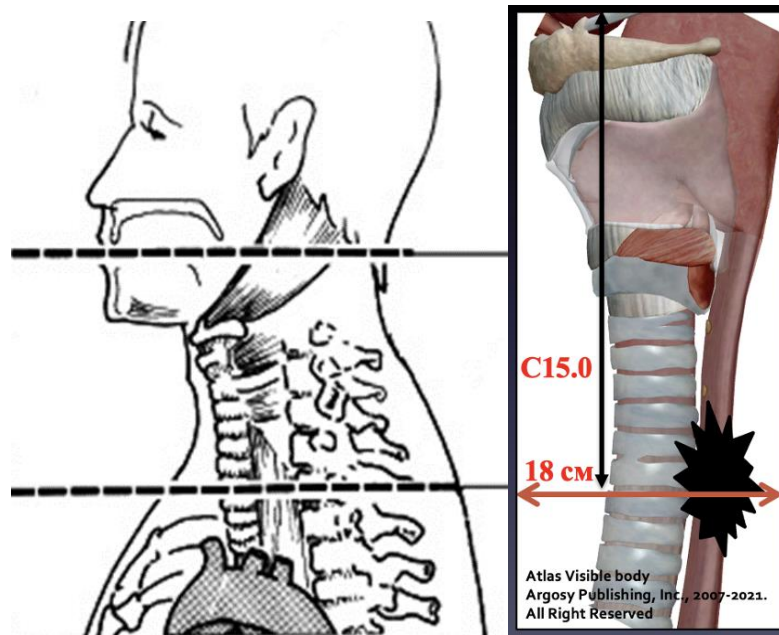 C15.0
18 см
Atlas Visible body
Argosy Publishing, Inc., 2007-2021.
All Right Reserved